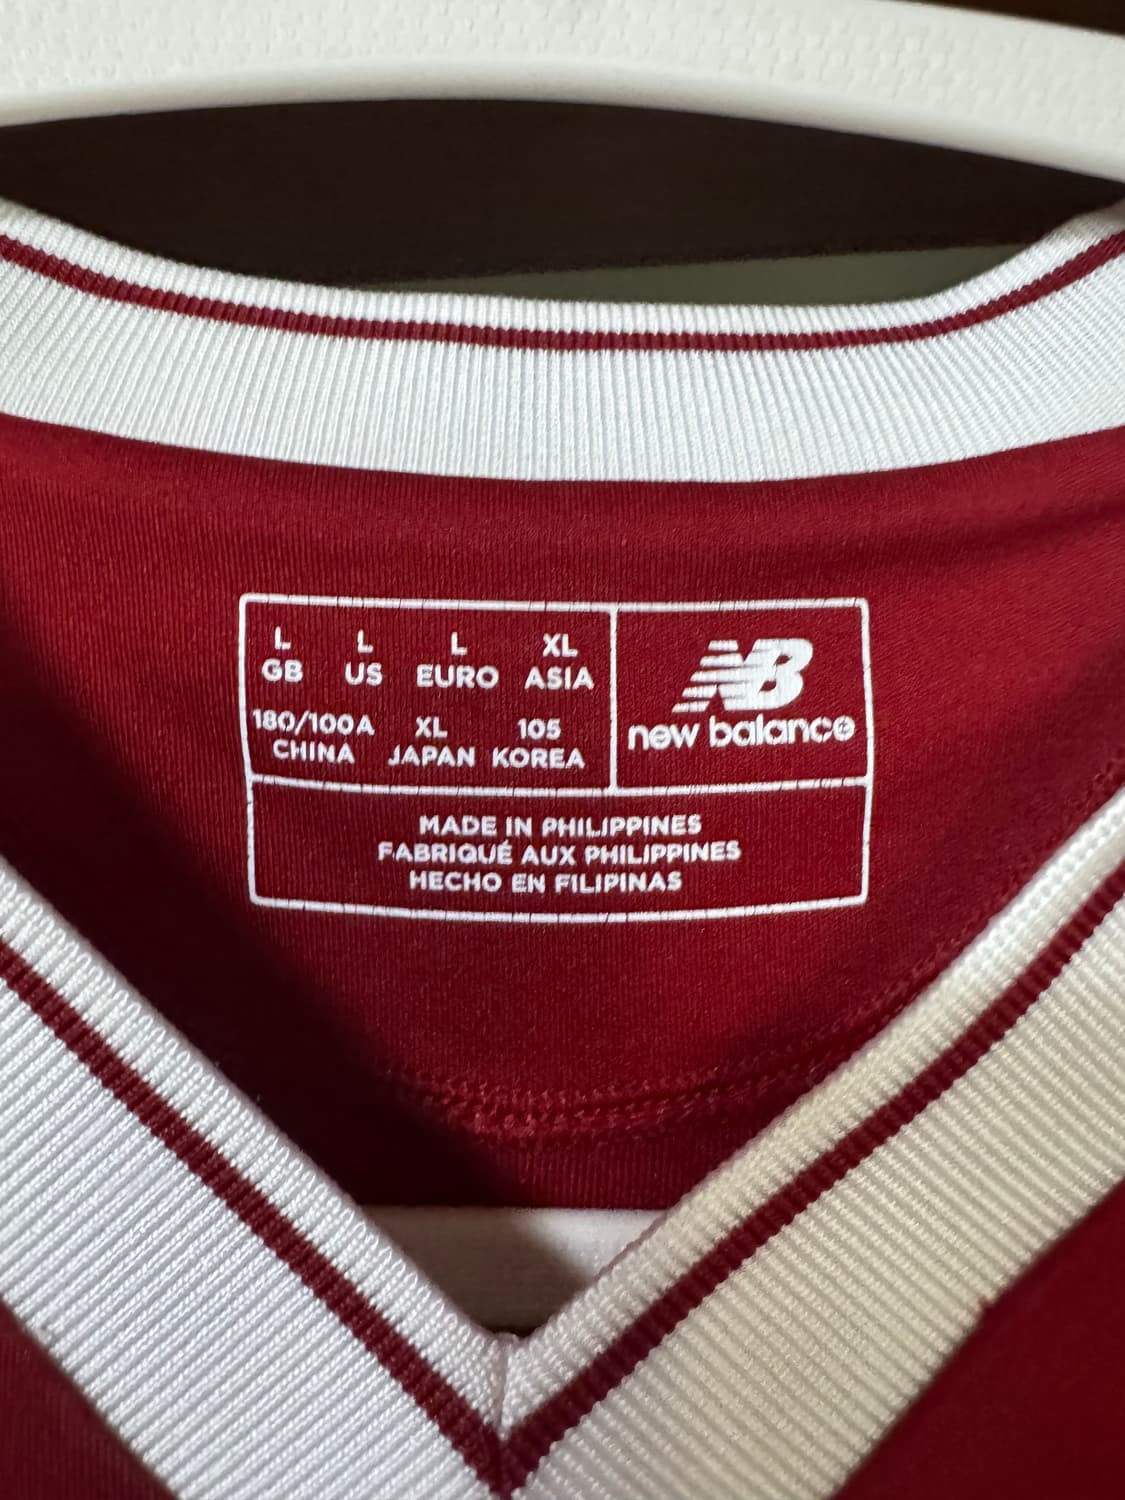 L L L XL
GB US EURO ASIA
180/100A XL 105
CHINA JAPAN KOREA
NB
new balance
MADE IN PHILIPPINES
FABRIQUÉ AUX PHILIPPINES
HECHO EN FILIPINAS